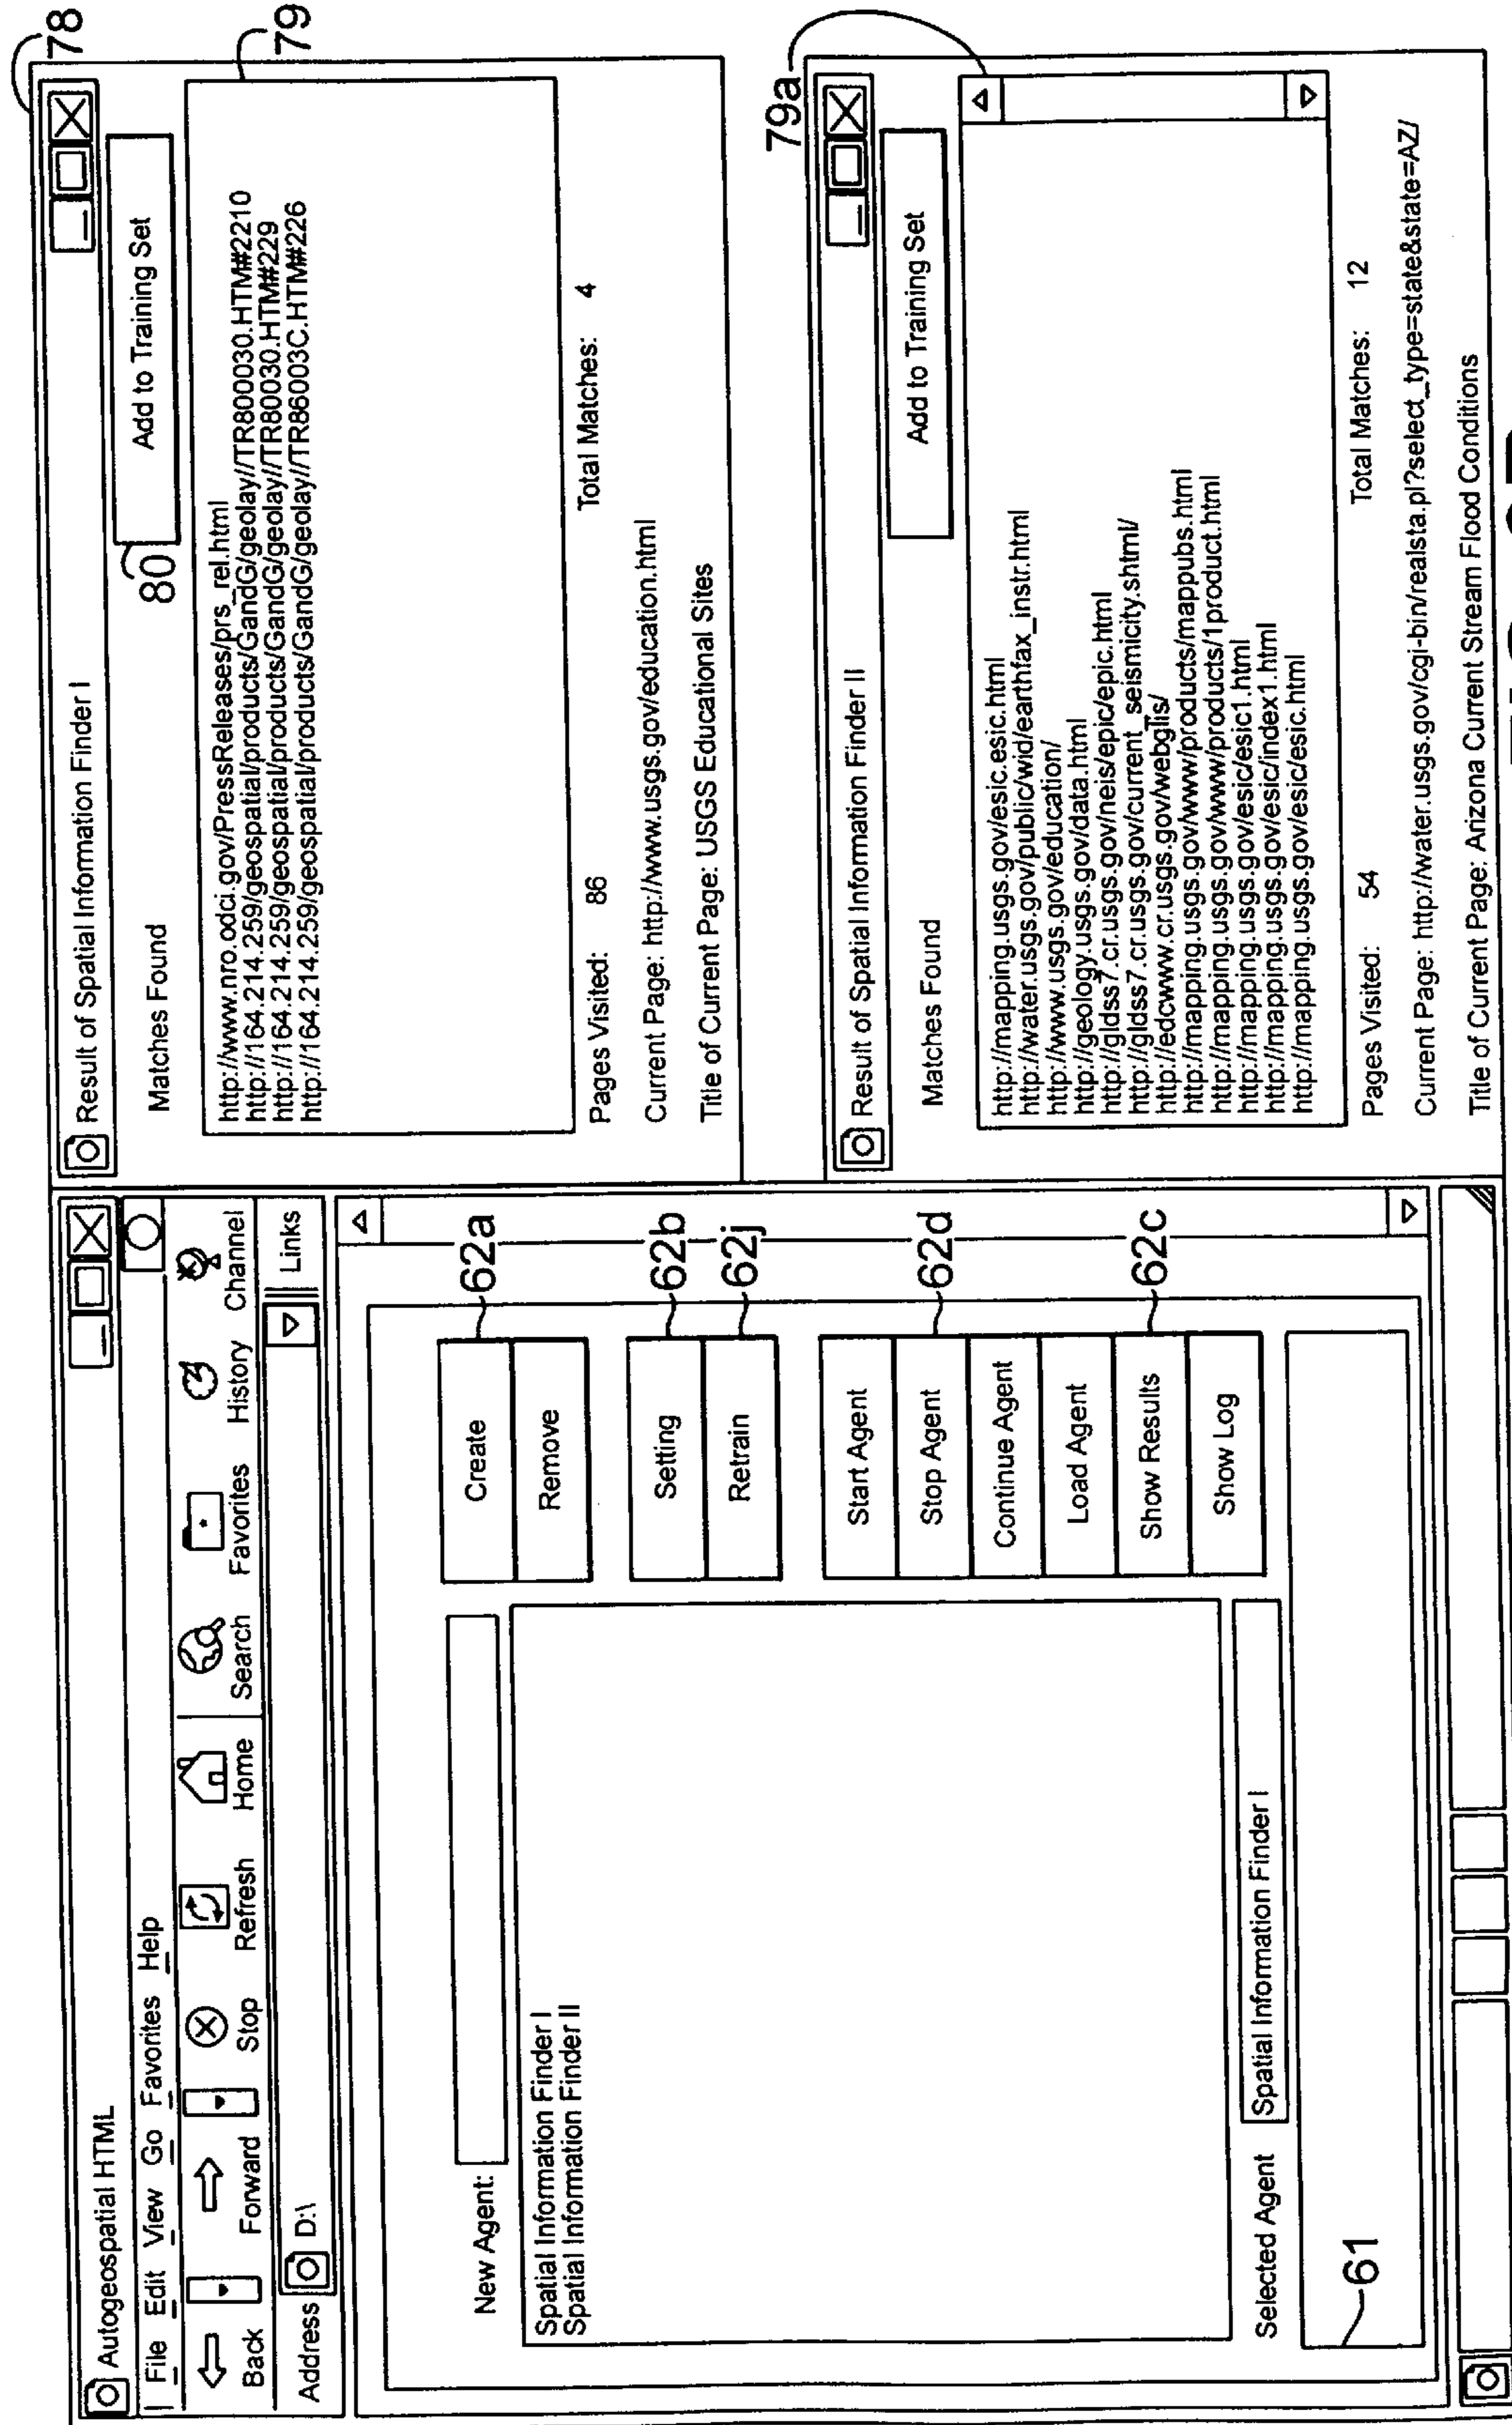 Autogeospatial HTML
File Edit View Go Favorites Help
Back Forward Stop Refresh Home Search Favorites History Channel
Address D:\ Links
New Agent:
Spatial Information Finder I
Spatial Information Finder II
Selected Agent Spatial Information Finder I
61
Create
62a
Remove
Setting
62b
Retrain
62j
Start Agent
Stop Agent
62d
Continue Agent
Load Agent
Show Results
62c
Show Log
78
Result of Spatial Information Finder I
Matches Found
80
Add to Training Set
79
http://www.nro.odci.gov/PressReleases/prs_rel.html
http://164.214.259/geospatial/products/GandG/geolay//TR800030.HTM#2210
http://164.214.259/geospatial/products/GandG/geolay//TR80030.HTM#229
http://164.214.259/geospatial/products/GandG/geolay//TR86003C.HTM#226
Pages Visited: 86 Total Matches: 4
Current Page: http://www.usgs.gov/education.html
Title of Current Page: USGS Educational Sites
79a
Result of Spatial Information Finder II
Matches Found
Add to Training Set
http://mapping.usgs.gov/esic.esic.html
http://water.usgs.gov/public/wid/earthfax_instr.html
http://www.usgs.gov/education/
http://geology.usgs.gov/data.html
http://gldss7.cr.usgs.gov/neis/epic/epic.html
http://gldss7.cr.usgs.gov/current_seismicity.shtml/
http://edcwww.cr.usgs.gov/webglis/
http://mapping.usgs.gov/www/products/mappubs.html
http://mapping.usgs.gov/www/products/1product.html
http://mapping.usgs.gov/esic/esic1.html
http://mapping.usgs.gov/esic/index1.html
http://mapping.usgs.gov/esic/esic.html
Pages Visited: 54 Total Matches: 12
Current Page: http://water.usgs.gov/cgi-bin/realsta.pl?select_type=state&state=AZ/
Title of Current Page: Arizona Current Stream Flood Conditions